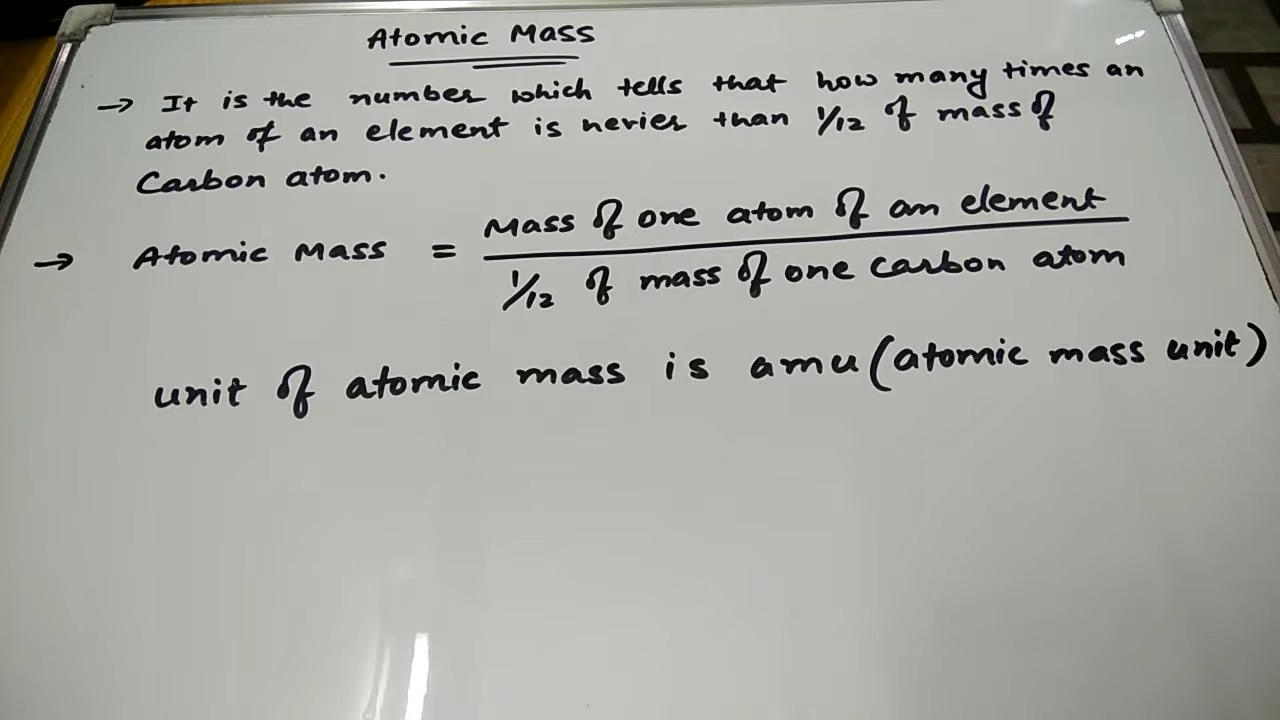 Atomic Mass
→ It is the number which tells that how many times an
atom of an element is hevier than 1/12 of mass of
Carbon atom.
→ Atomic Mass = Mass of one atom of an element
1/12 of mass of one carbon atom
unit of atomic mass is amu (atomic mass unit)